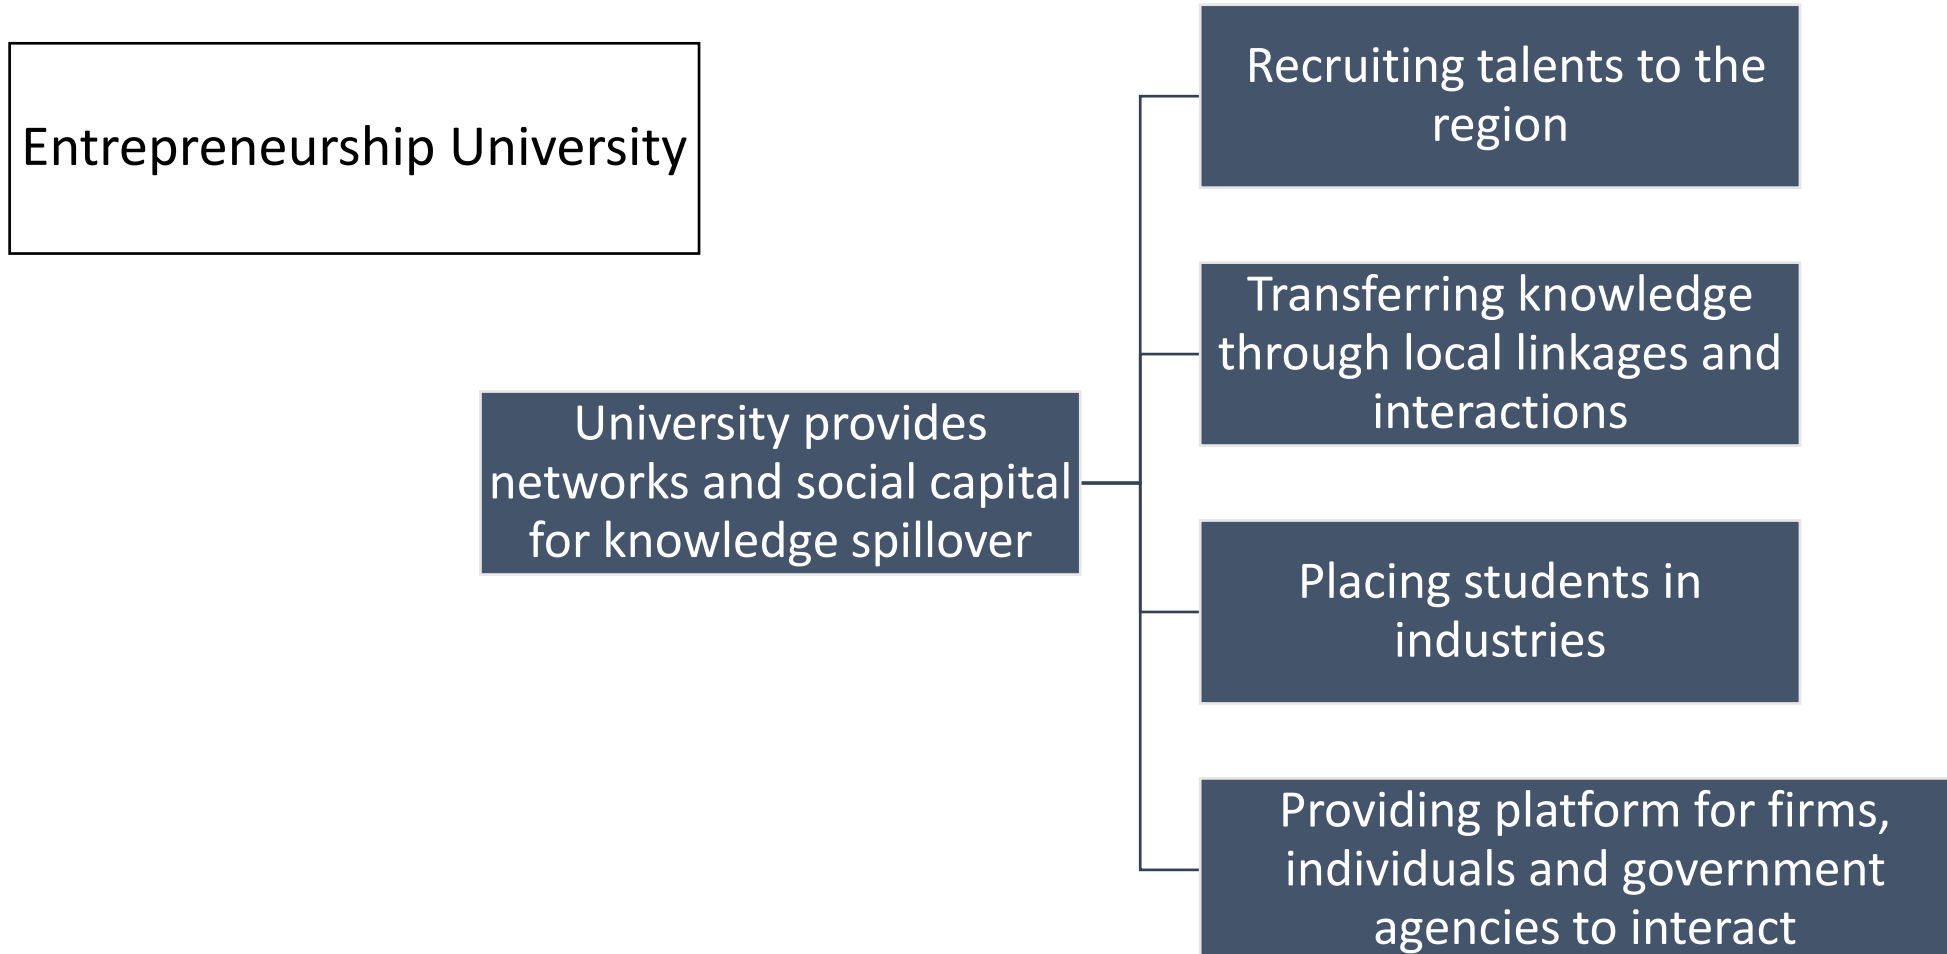 Entrepreneurship University
University provides
networks and social capital
for knowledge spillover
Recruiting talents to the
region
Transferring knowledge
through local linkages and
interactions
Placing students in
industries
Providing platform for firms,
individuals and government
agencies to interact